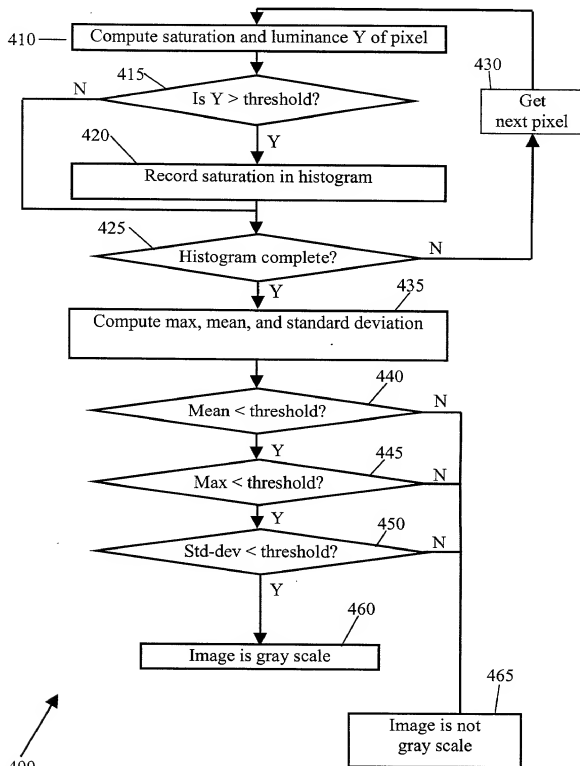 410
Compute saturation and luminance Y of pixel
430
Get
next pixel
N
415
Is Y > threshold?
Y
420
Record saturation in histogram
425
Histogram complete?
N
Y
435
Compute max, mean, and standard deviation
440
Mean < threshold?
N
Y
445
Max < threshold?
N
Y
450
Std-dev < threshold?
N
Y
460
Image is gray scale
465
Image is not
gray scale